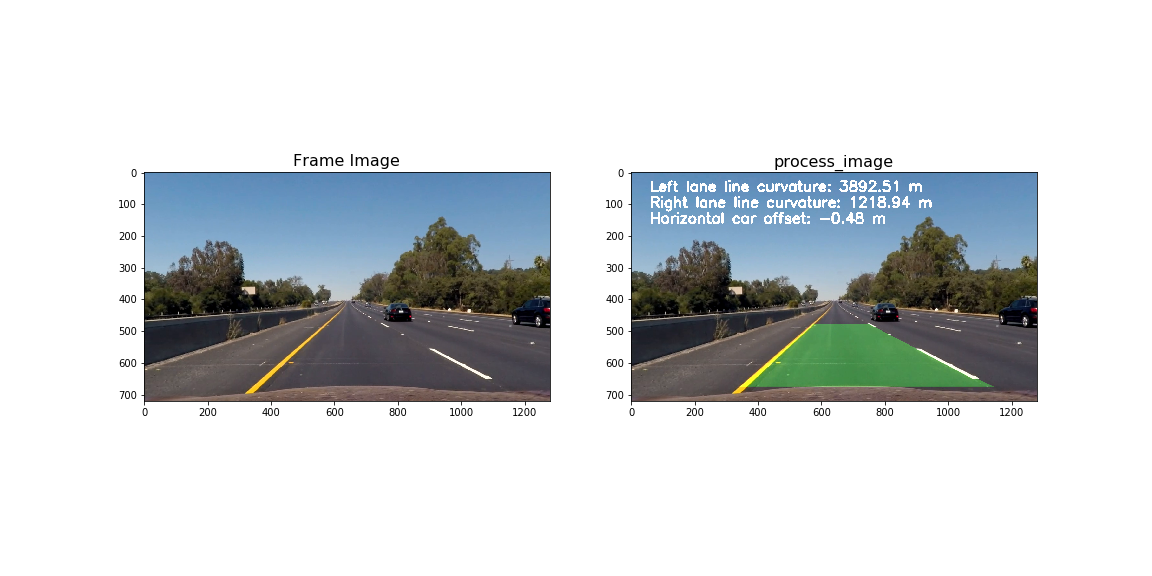 Frame Image
0
100
200
300
400
500
600
700
0 200 400 600 800 1000 1200
process_image
Left lane line curvature: 3892.51 m
Right lane line curvature: 1218.94 m
Horizontal car offset: -0.48 m
0
100
200
300
400
500
600
700
0 200 400 600 800 1000 1200